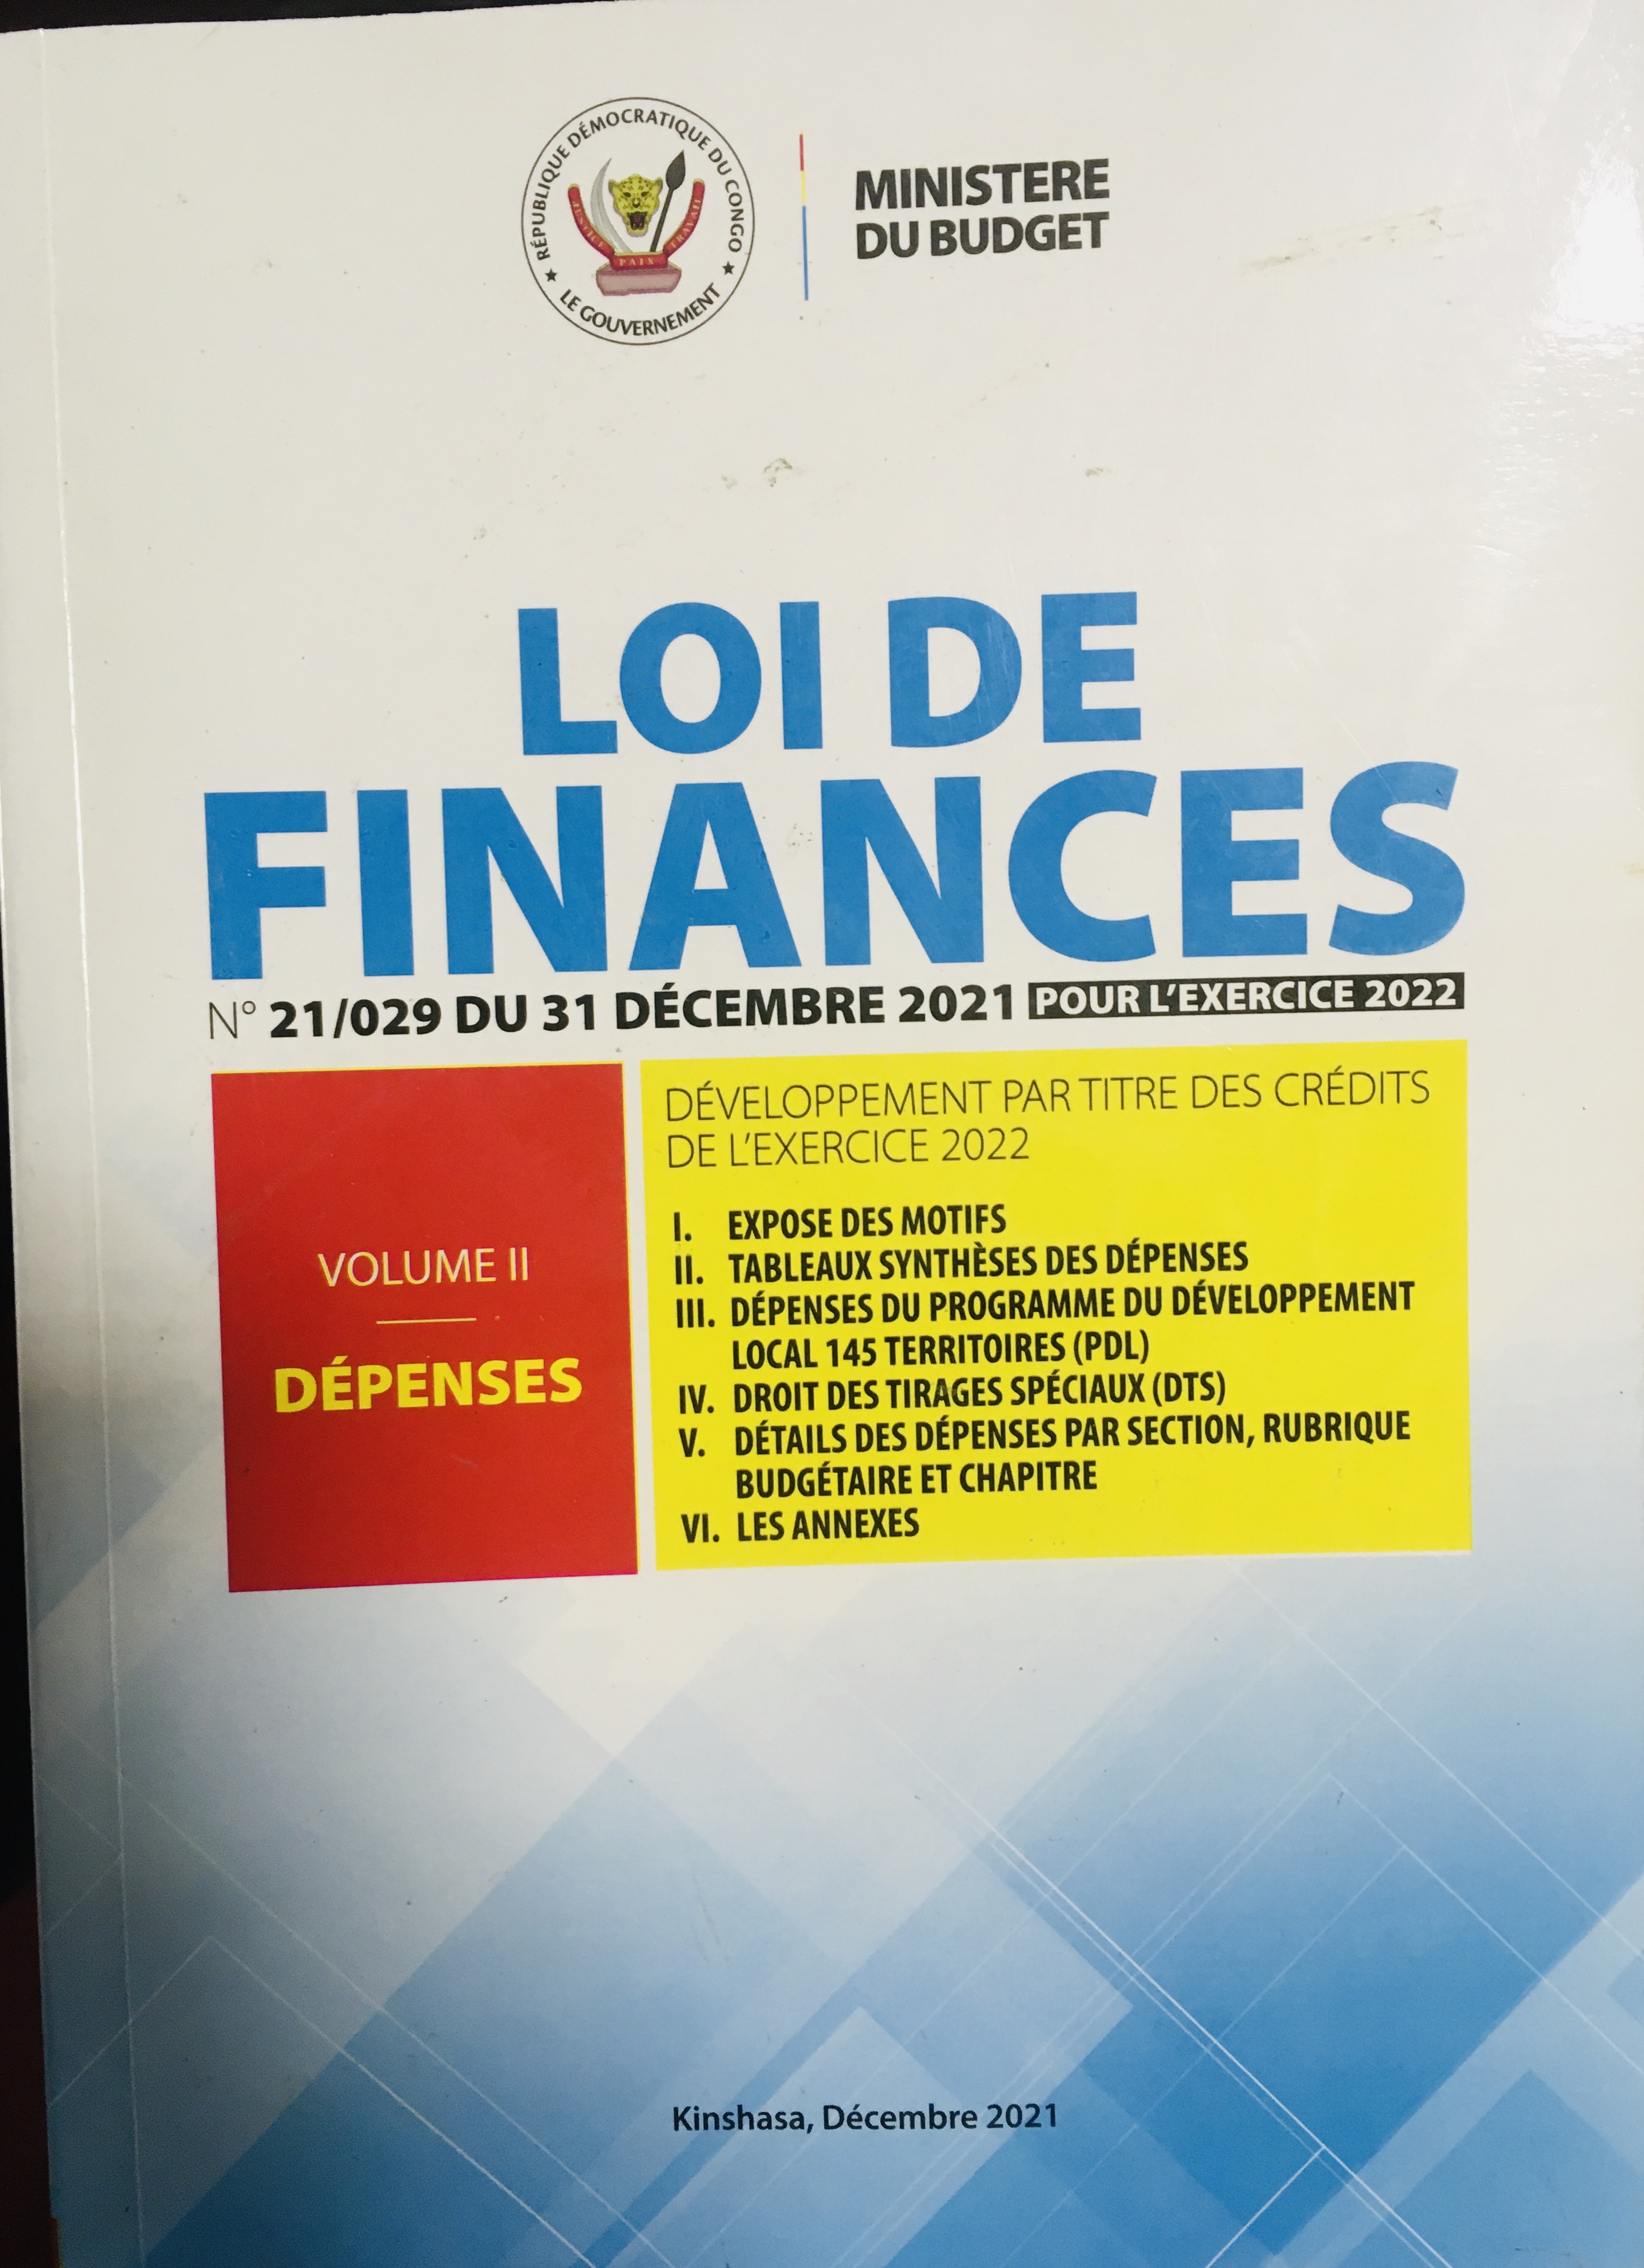 RÉPUBLIQUE DÉMOCRATIQUE DU CONGO
JUSTICE PAIX TRAVAIL
★ LE GOUVERNEMENT ★
MINISTERE
DU BUDGET
LOI DE
FINANCES
N° 21/029 DU 31 DÉCEMBRE 2021 POUR L'EXERCICE 2022
VOLUME II
DÉPENSES
DÉVELOPPEMENT PAR TITRE DES CRÉDITS
DE L'EXERCICE 2022
I. EXPOSE DES MOTIFS
II. TABLEAUX SYNTHÈSES DES DÉPENSES
III. DÉPENSES DU PROGRAMME DU DÉVELOPPEMENT
LOCAL 145 TERRITOIRES (PDL)
IV. DROIT DES TIRAGES SPÉCIAUX (DTS)
V. DÉTAILS DES DÉPENSES PAR SECTION, RUBRIQUE
BUDGÉTAIRE ET CHAPITRE
VI. LES ANNEXES
Kinshasa, Décembre 2021